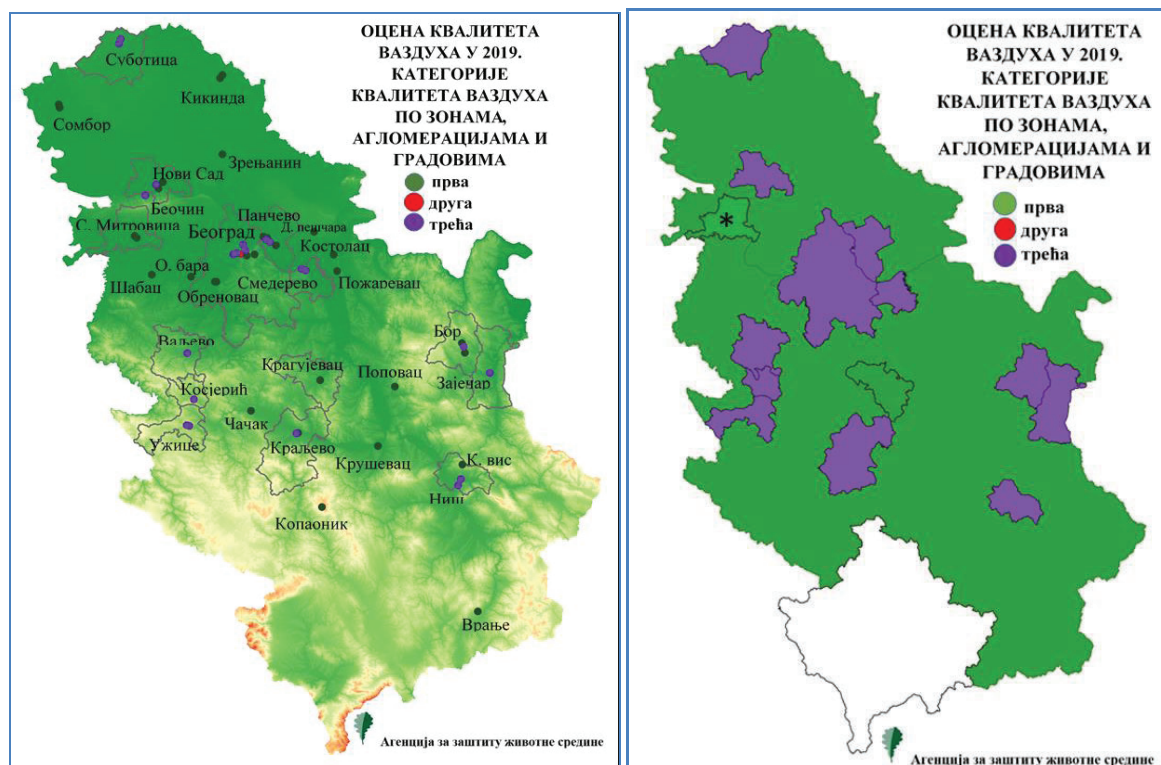 ОЦЕНА КВАЛИТЕТА
ВАЗДУХА У 2019.
КАТЕГОРИЈЕ
КВАЛИТЕТА ВАЗДУХА
ПО ЗОНАМА,
АГЛОМЕРАЦИЈАМА И
ГРАДОВИМА
прва
друга
трећа
Суботица
Кикинда
Сомбор
Зрењанин
Нови Сад
Беочин
С. Митровица
Панчево
Београд
Д. пешчара
Костолац
О. бара
Шабац
Обреновац
Смедерево
Пожаревац
Ваљево
Бор
Крагујевац
Поповац
Зајечар
Косјерић
Чачак
Ужице
Краљево
Крушевац
К. вис
Ниш
Копаоник
Врање
Агенција за заштиту животне средине
ОЦЕНА КВАЛИТЕТА
ВАЗДУХА У 2019.
КАТЕГОРИЈЕ
КВАЛИТЕТА ВАЗДУХА
ПО ЗОНАМА,
АГЛОМЕРАЦИЈАМА И
ГРАДОВИМА
прва
друга
трећа
*
Агенција за заштиту животне средине